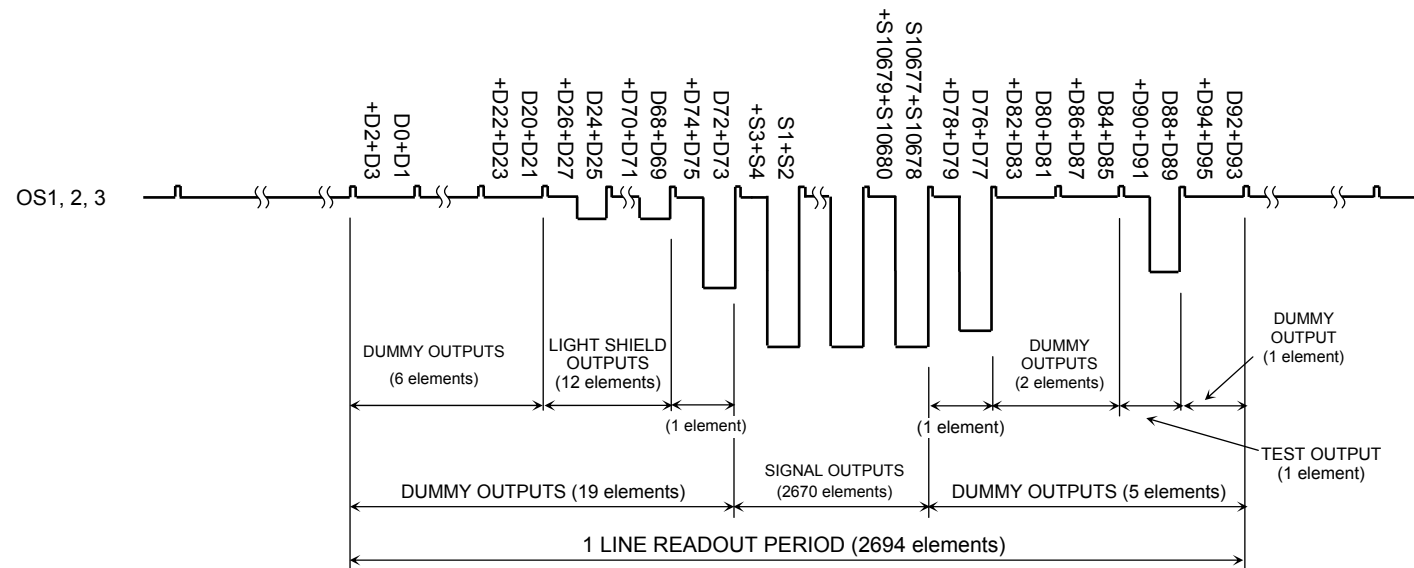 OS1, 2, 3
D0+D1
+D2+D3
D20+D21
+D22+D23
D24+D25
+D26+D27
D68+D69
+D70+D71
D72+D73
+D74+D75
S1+S2
+S3+S4
S10677+S10678
+S10679+S10680
D76+D77
+D78+D79
D80+D81
+D82+D83
D84+D85
+D86+D87
D88+D89
+D90+D91
D92+D93
+D94+D95
DUMMY OUTPUTS
(6 elements)
LIGHT SHIELD
OUTPUTS
(12 elements)
(1 element)
(1 element)
DUMMY
OUTPUTS
(2 elements)
DUMMY
OUTPUT
(1 element)
TEST OUTPUT
(1 element)
DUMMY OUTPUTS (19 elements)
SIGNAL OUTPUTS
(2670 elements)
DUMMY OUTPUTS (5 elements)
1 LINE READOUT PERIOD (2694 elements)